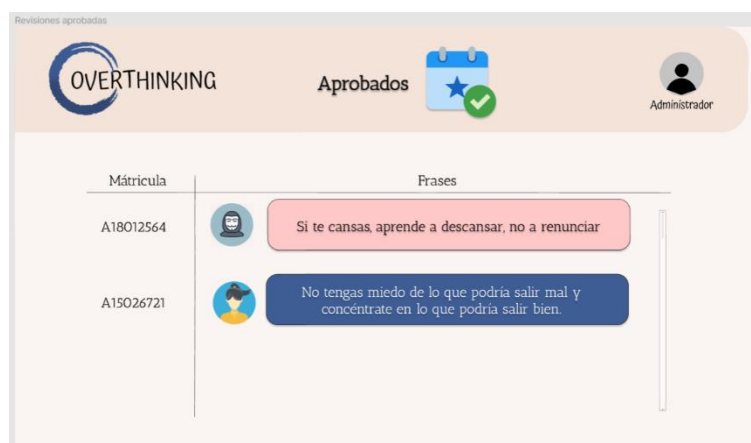 Revisiones aprobadas
OVERTHINKING
Aprobados
Administrador
Mátricula
Frases
A18012564
Si te cansas, aprende a descansar, no a renunciar
A15026721
No tengas miedo de lo que podría salir mal y
concéntrate en lo que podría salir bien.